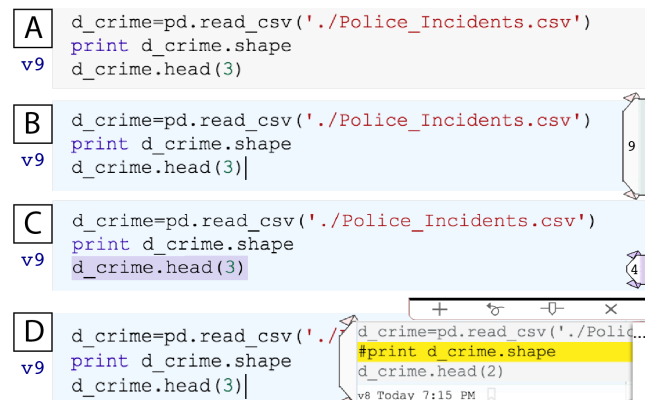 A
d_crime=pd.read_csv('./Police_Incidents.csv')
print d_crime.shape
v9
d_crime.head(3)
B
d_crime=pd.read_csv('./Police_Incidents.csv')
print d_crime.shape
9
v9
d_crime.head(3)
C
d_crime=pd.read_csv('./Police_Incidents.csv')
print d_crime.shape
v9
d_crime.head(3)
4
D
d_crime=pd.read_csv('./
print d_crime.shape
v9
d_crime.head(3)
d_crime=pd.read_csv('./Polic
...
#print d_crime.shape
d_crime.head(2)
v8 Today 7:15 PM